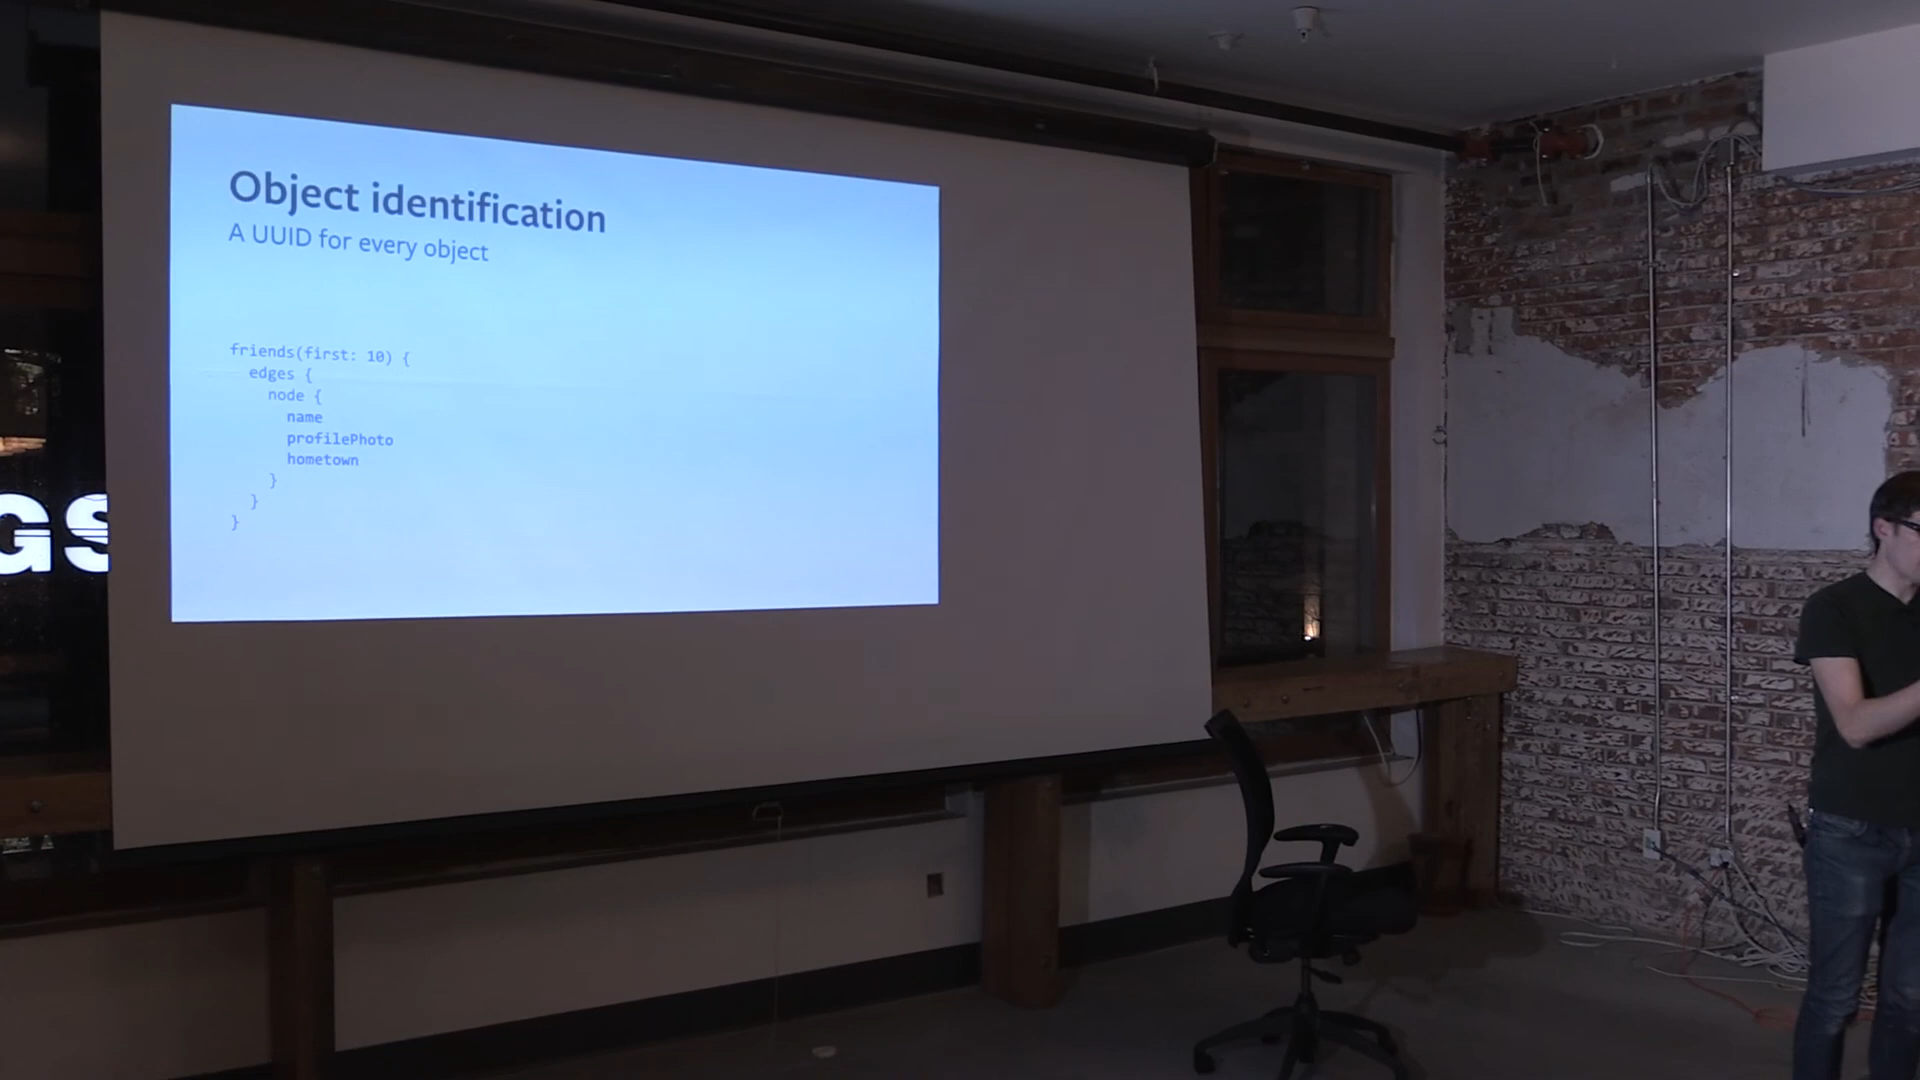 Object identification
A UUID for every object
friends(first: 10) {
edges {
node {
name
profilePhoto
hometown
}
}
}
GS